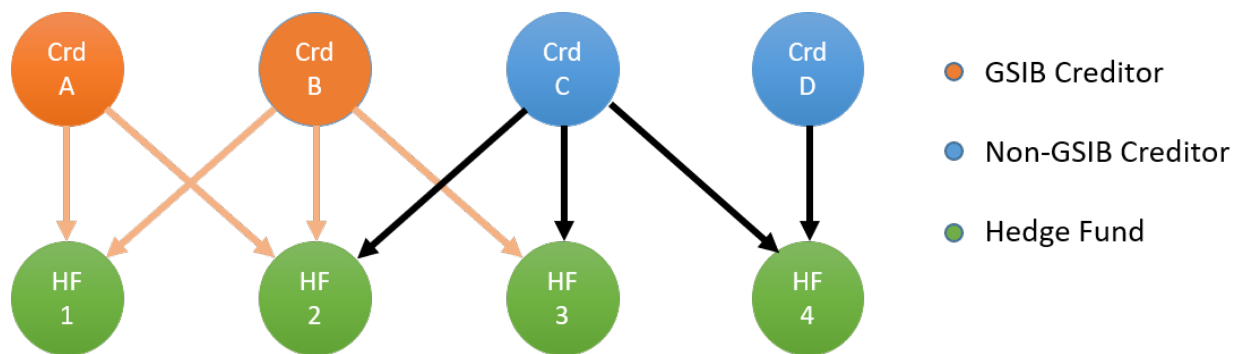 Crd
A
Crd
B
Crd
C
Crd
D
GSIB Creditor
Non-GSIB Creditor
Hedge Fund
HF
1
HF
2
HF
3
HF
4